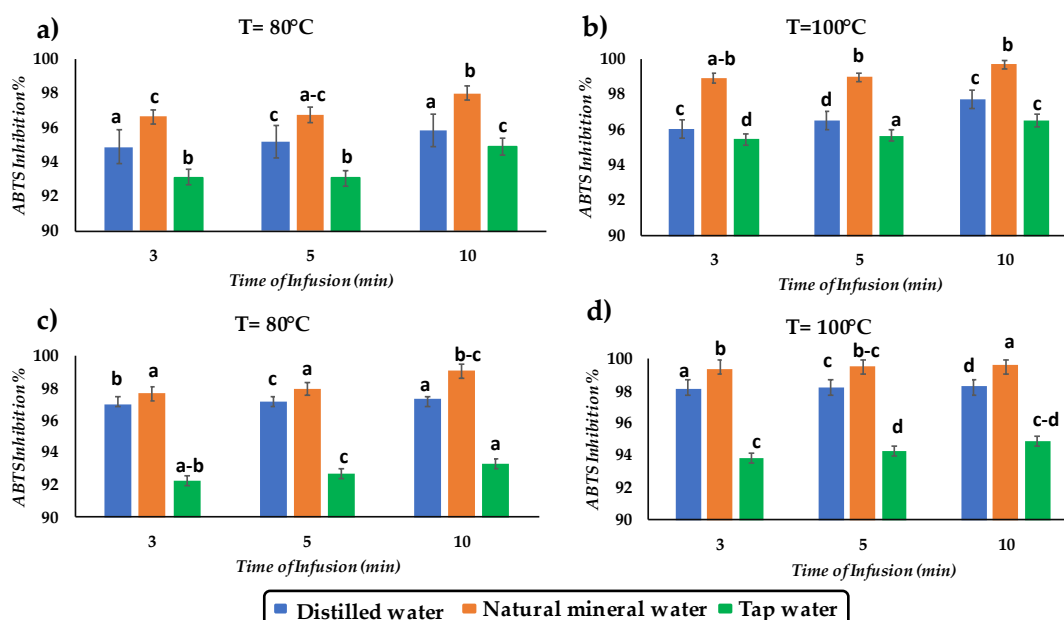 a)
T= 80°C
ABTS Inhibition %
100
98
96
94
92
90
a c b
c a-c b
a b c
3 5 10
Time of Infusion (min)
b)
T=100°C
ABTS Inhibition %
100
98
96
94
92
90
c a-b d
d b a
c b c
3 5 10
Time of Infusion (min)
c)
T= 80°C
ABTS Inhibition %
100
98
96
94
92
90
b a a-b
c a c
a b-c a
3 5 10
Time of Infusion (min)
d)
T= 100°C
ABTS Inhibition %
100
98
96
94
92
90
a b c
c b-c d
d a c-d
3 5 10
Time of Infusion (min)
Distilled water Natural mineral water Tap water